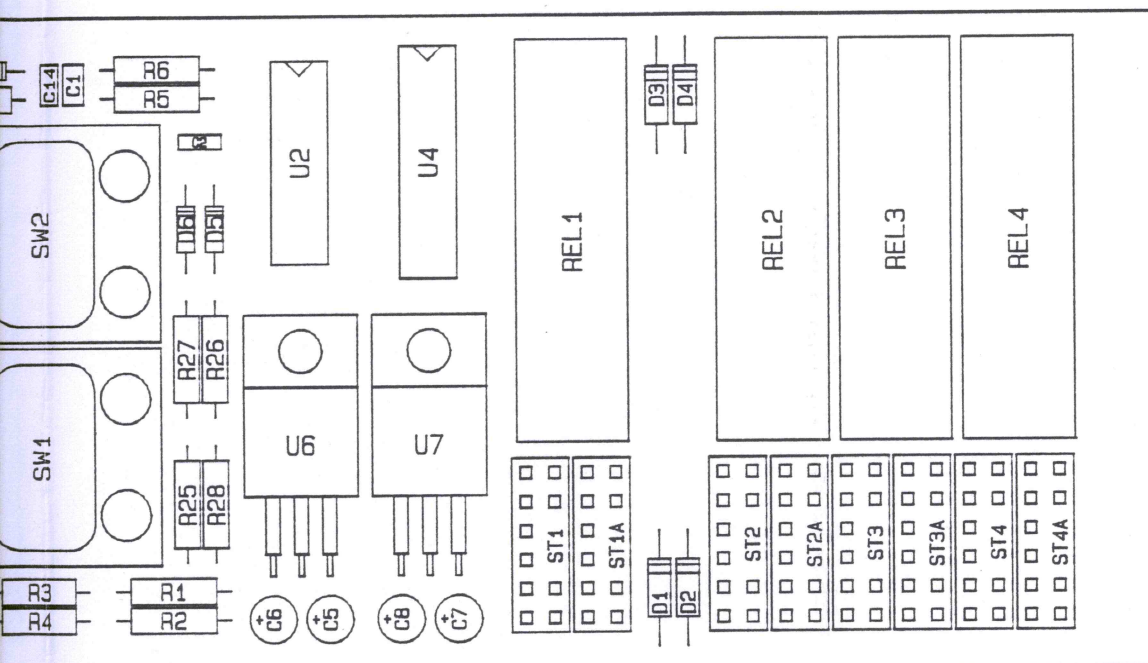 C14
C1
R6
R5
U2
U4
REL1
D3
D4
REL2
REL3
REL4
SW2
D6
D5
R27
R26
U6
U7
SW1
R25
R28
ST1
ST1A
D1
D2
ST2
ST2A
ST3
ST3A
ST4
ST4A
R3
R4
R1
R2
+C6
+C5
+C8
+C7